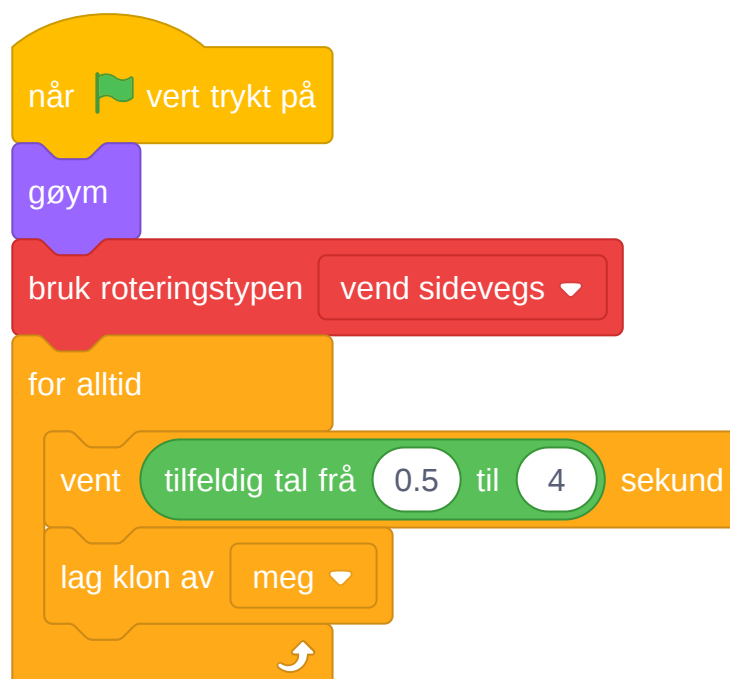 når vert trykt på
gøym
bruk roteringstypen vend sidevegs
for alltid
vent tilfeldig tal frå 0.5 til 4 sekund
lag klon av meg